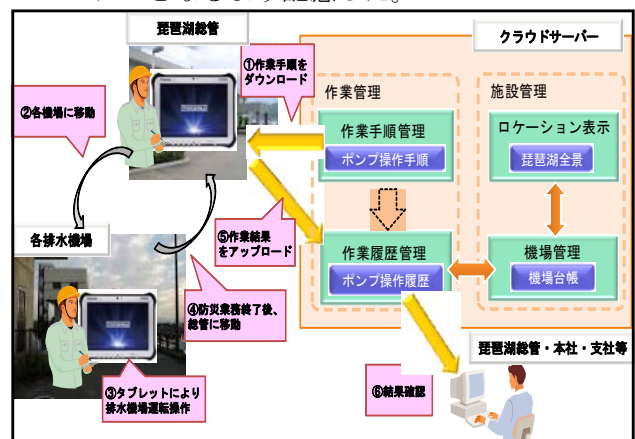 琵琶湖総管
クラウドサーバー
①作業手順を
ダウンロード
②各機場に移動
作業管理
施設管理
作業手順管理
ポンプ操作手順
ロケーション表示
琵琶湖全景
各排水機場
⑤作業結果
をアップロード
作業履歴管理
ポンプ操作履歴
機場管理
機場台帳
④防災業務終了後、
総管に移動
③タブレットにより
排水機場運転操作
琵琶湖総管・本社・支社等
⑥結果確認